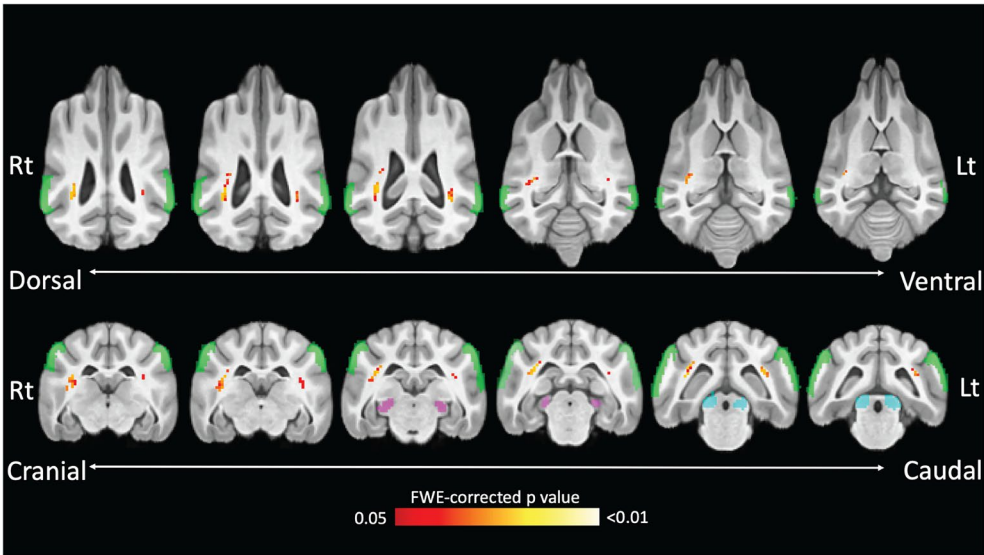 Rt
Lt
Dorsal
Ventral
Rt
Lt
Cranial
Caudal
FWE-corrected p value
0.05
<0.01